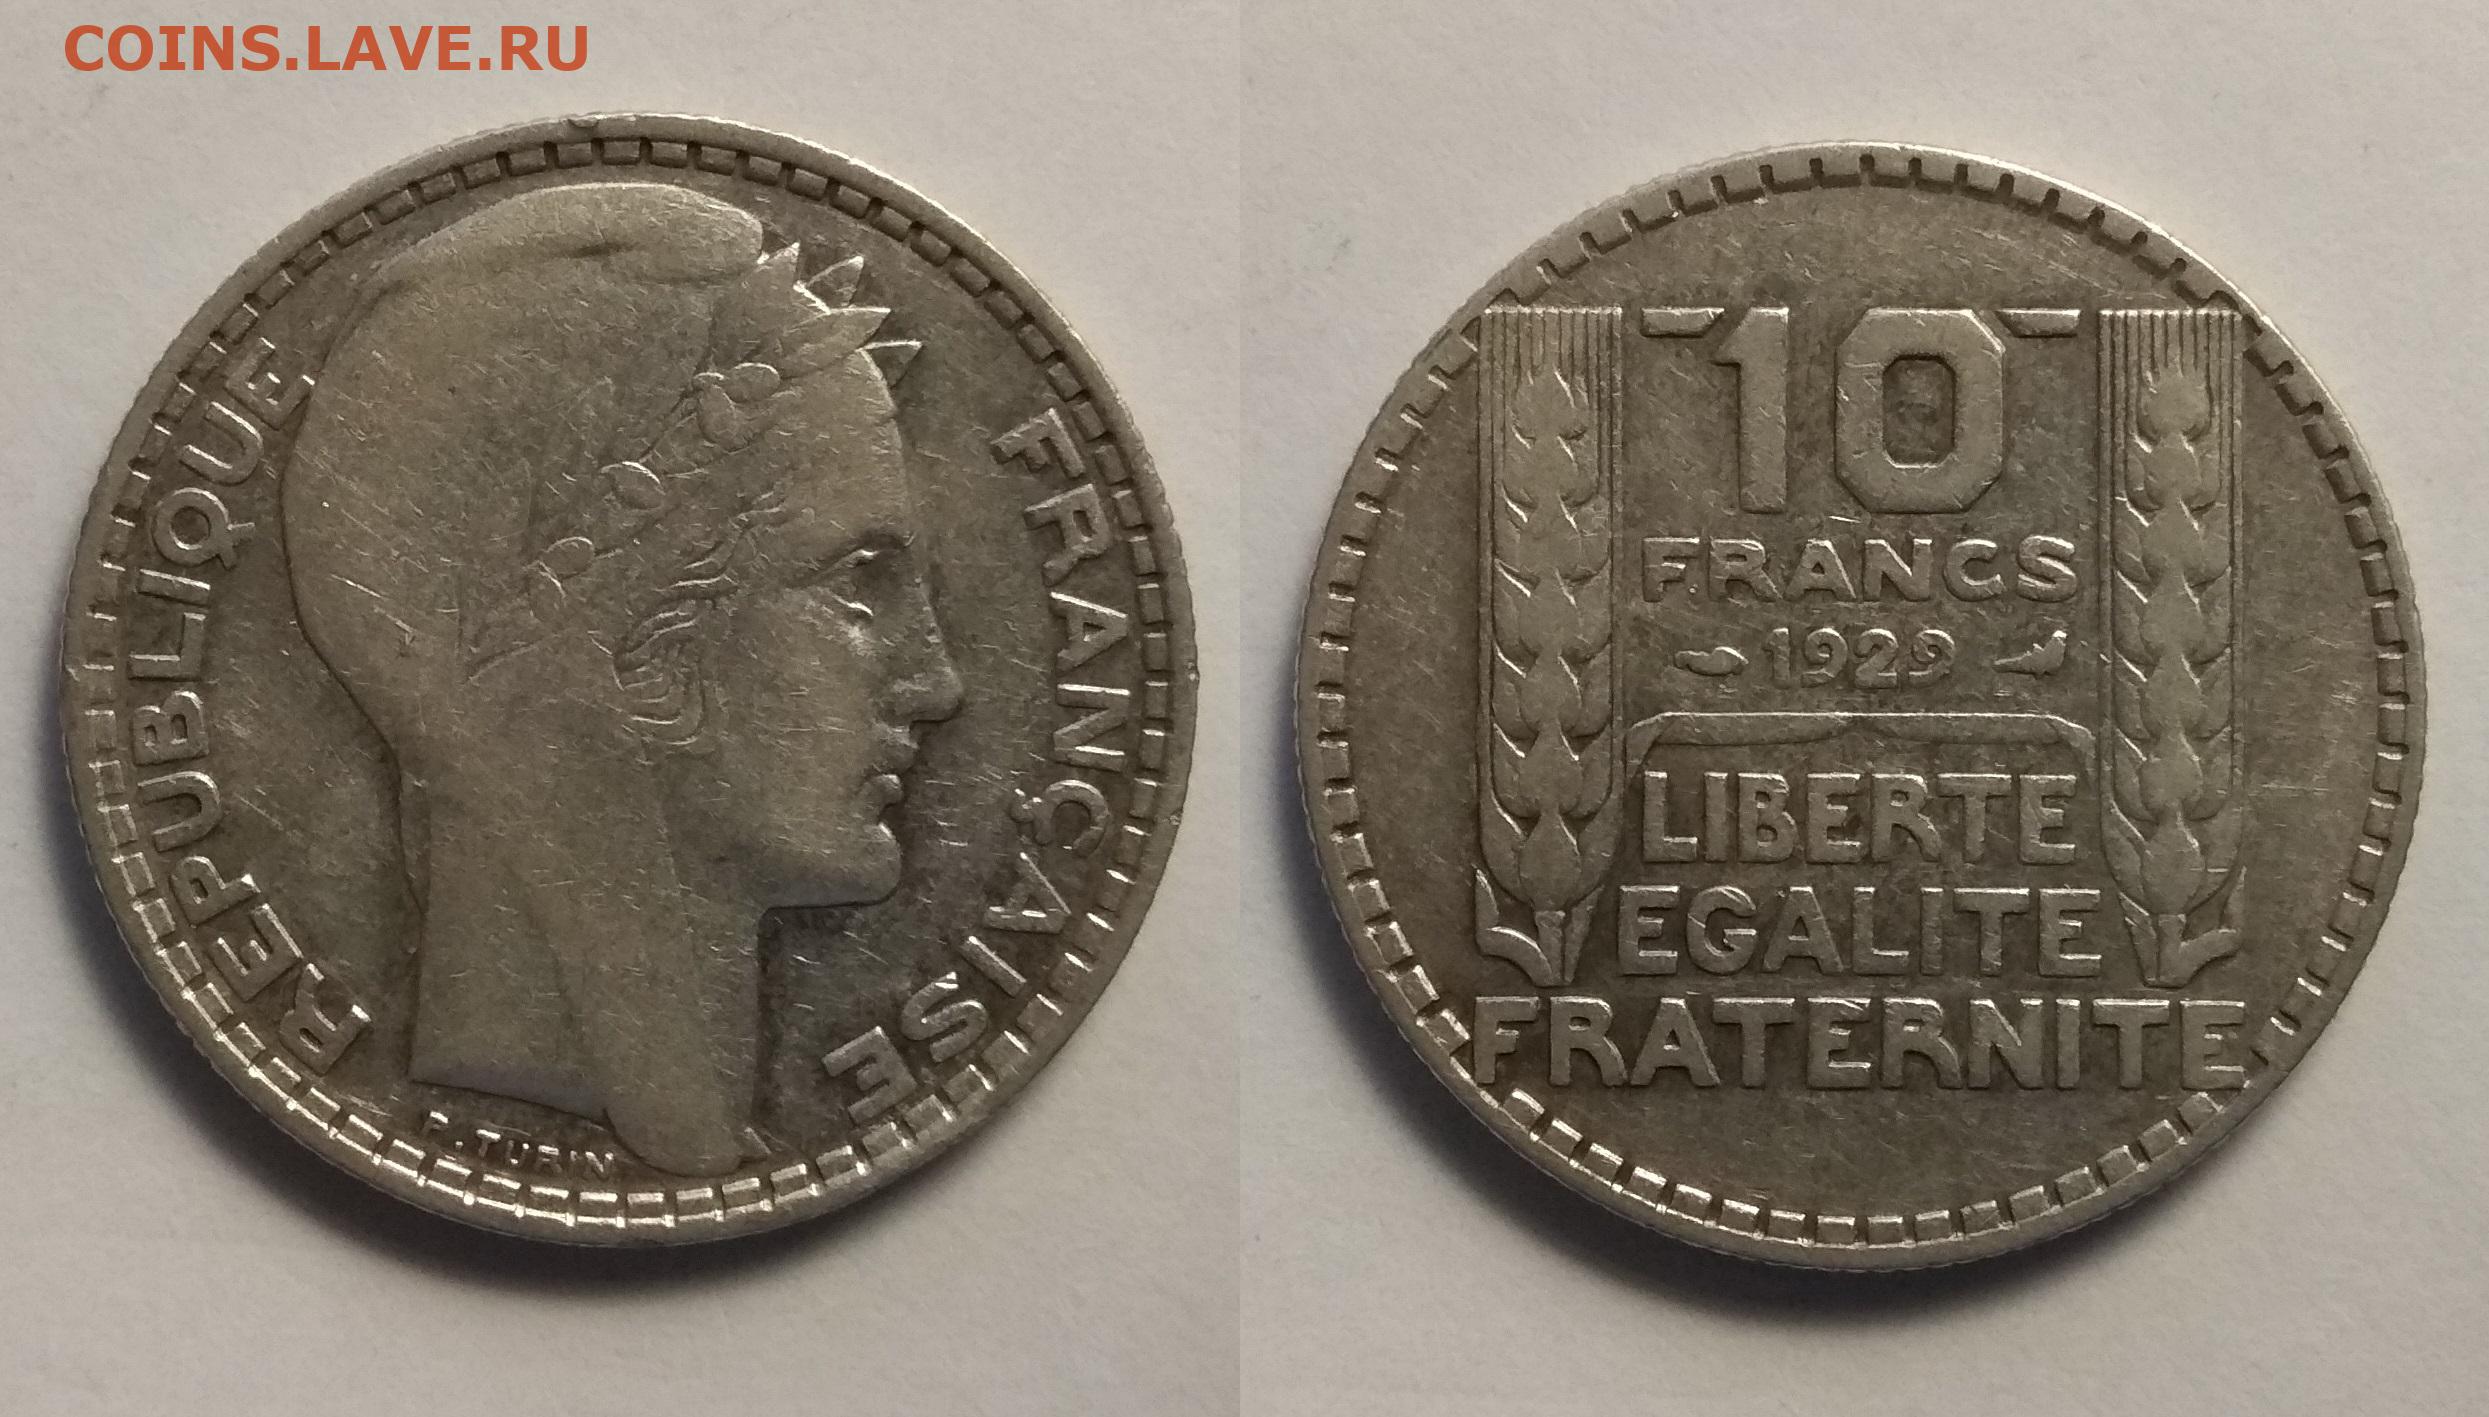 COINS.LAVE.RU
REPUBLIQUE FRANÇAISE
P. TURIN
10
FRANCS
1929
LIBERTE
EGALITE
FRATERNITE